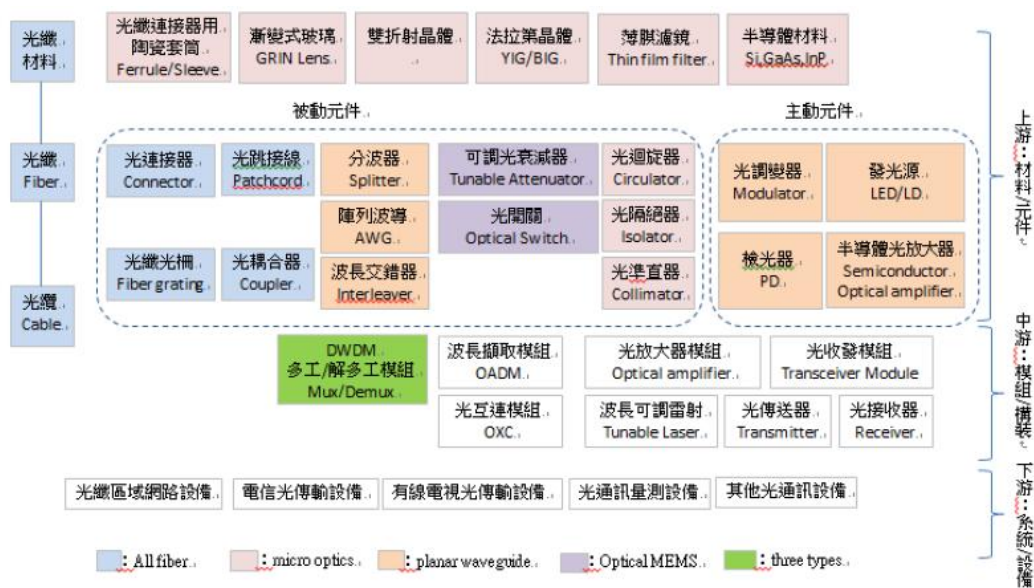 光纖
材料
光纖連接器用
陶瓷套筒
Ferrule/Sleeve
漸變式玻璃
GRIN Lens
雙折射晶體
法拉第晶體
YIG/BIG
薄膜濾鏡
Thin film filter
半導體材料
Si,GaAs,InP
被動元件
主動元件
光纖
Fiber
光連接器
Connector
光跳接線
Patchcord
分波器
Splitter
可調光衰減器
Tunable Attenuator
光迴旋器
Circulator
光調變器
Modulator
發光源
LED/LD
陣列波導
AWG
光開關
Optical Switch
光隔絕器
Isolator
光纖光柵
Fiber grating
光耦合器
Coupler
波長交錯器
Interleaver
光準直器
Collimator
檢光器
PD
半導體光放大器
Semiconductor
Optical amplifier
光纜
Cable
上游：材料/元件
DWDM
多工/解多工模組
Mux/Demux
波長擷取模組
OADM
光放大器模組
Optical amplifier
光收發模組
Transceiver Module
光互連模組
OXC
波長可調雷射
Tunable Laser
光傳送器
Transmitter
光接收器
Receiver
中游：模組/構裝
光纖區域網路設備
電信光傳輸設備
有線電視光傳輸設備
光通訊量測設備
其他光通訊設備
下游：系統/設備
：All fiber
：micro optics
：planar waveguide
：Optical MEMS
：three types